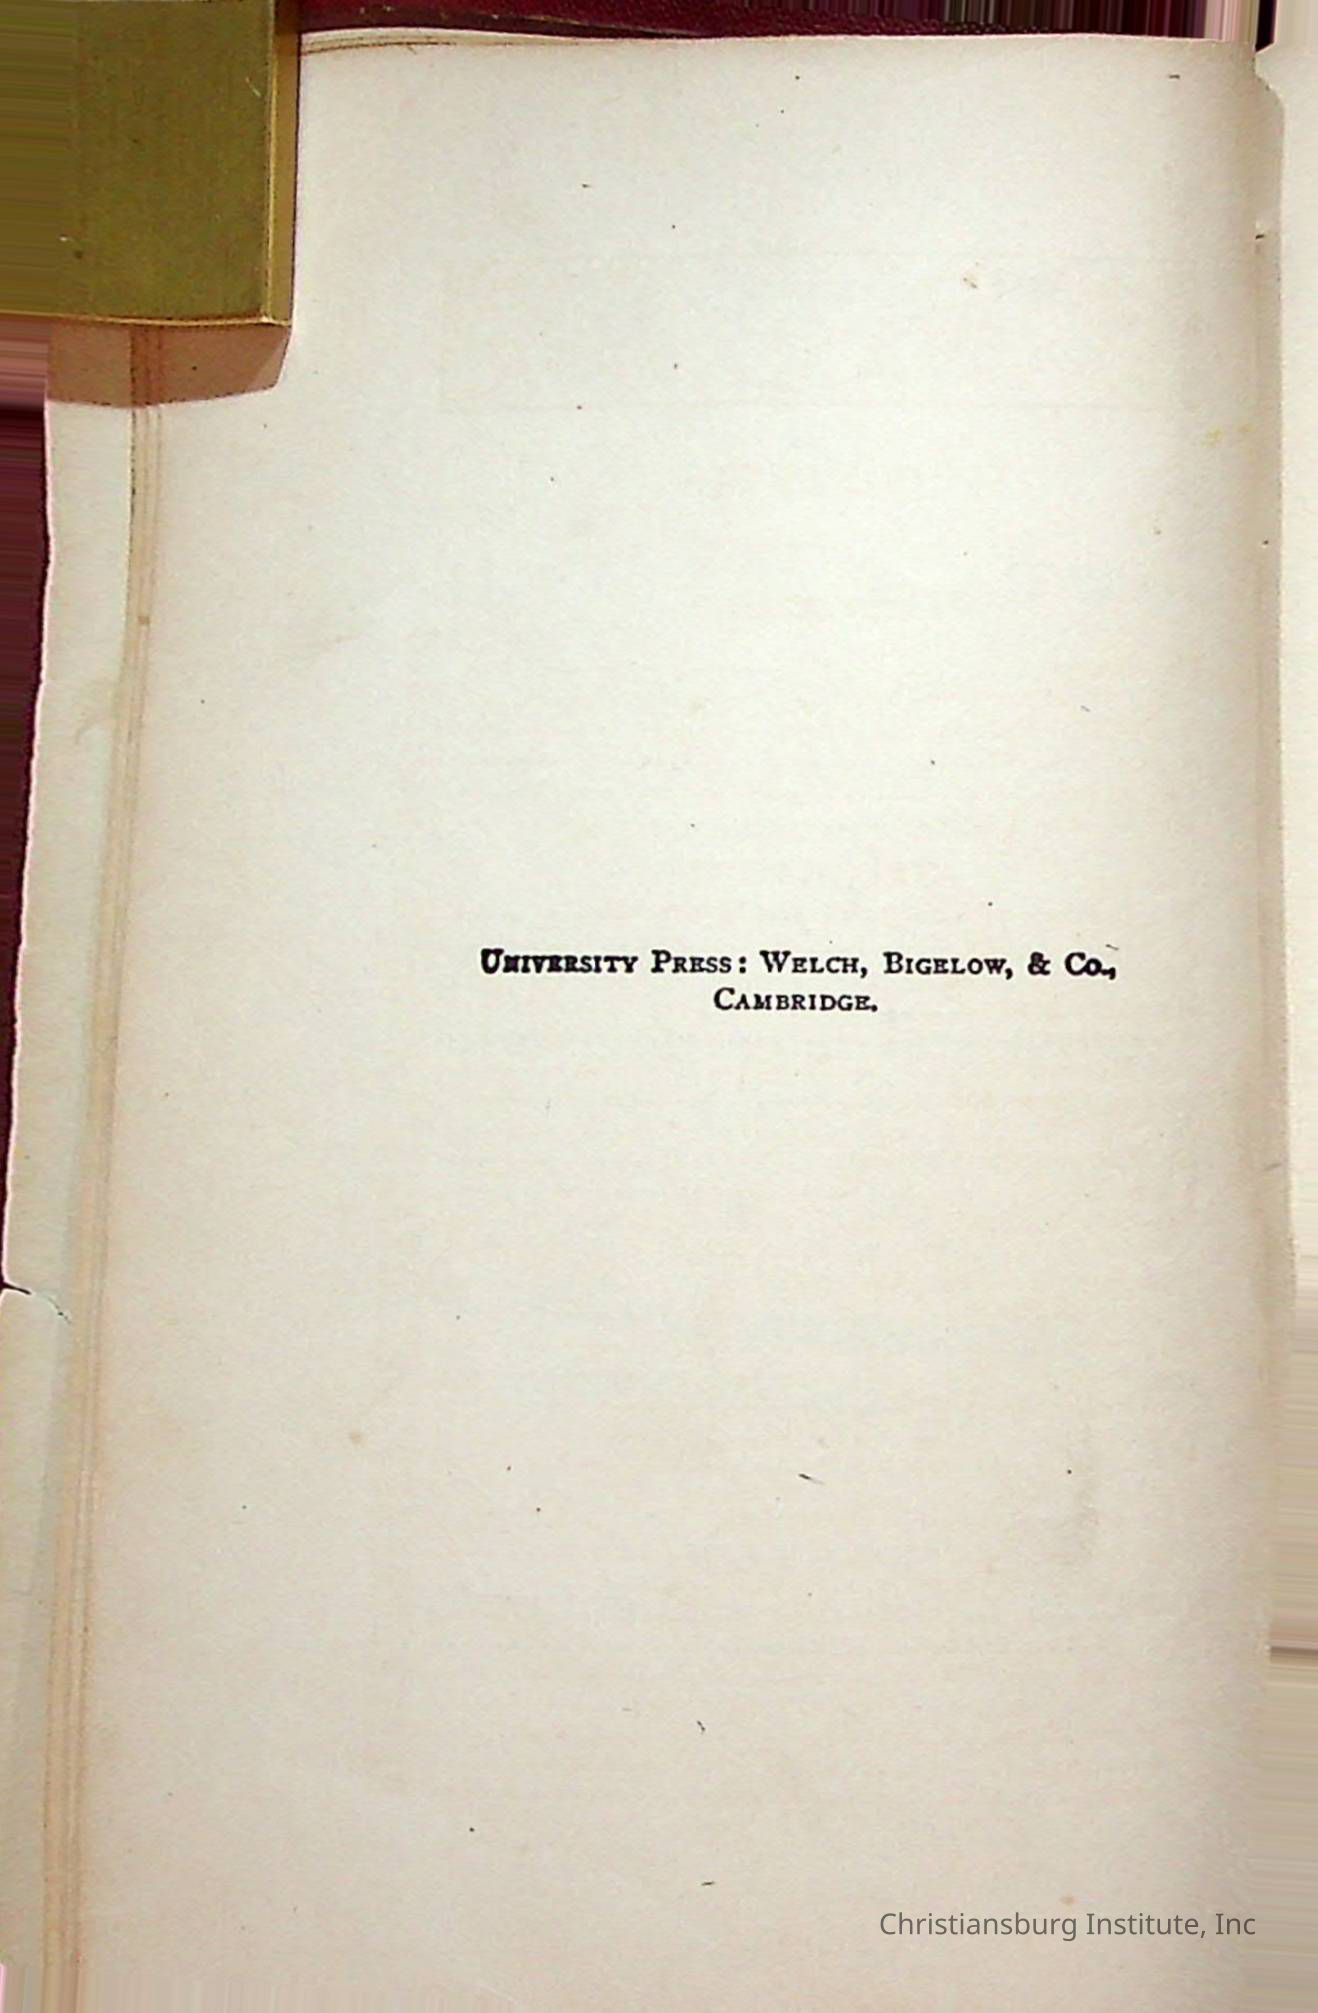 University Press: Welch, Bigelow, & Co.,
Cambridge.
Christiansburg Institute, Inc